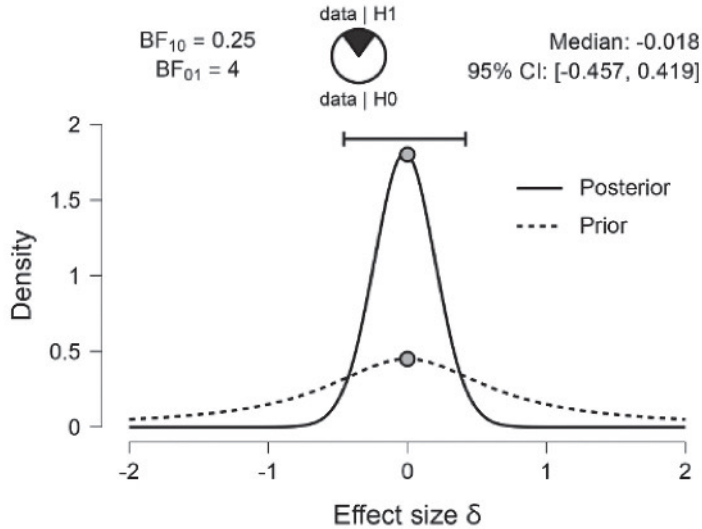 data | H1
BF₁₀ = 0.25
BF₀₁ = 4
data | H0
Median: -0.018
95% CI: [-0.457, 0.419]
2
1.5
1
0.5
0
Density
Posterior
Prior
-2
-1
0
1
2
Effect size δ